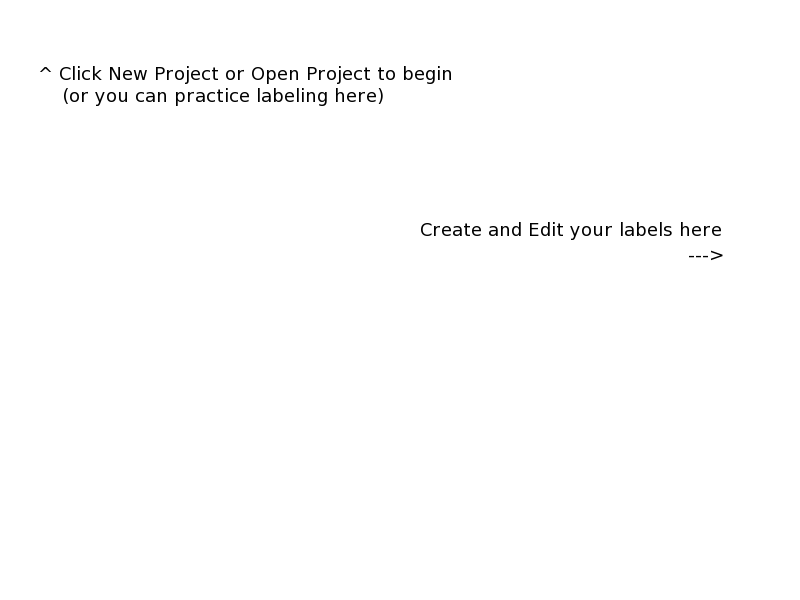 ^ Click New Project or Open Project to begin
(or you can practice labeling here)
Create and Edit your labels here
--->